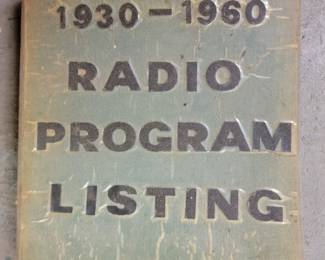 1930-1960
RADIO
PROGRAM
LISTING